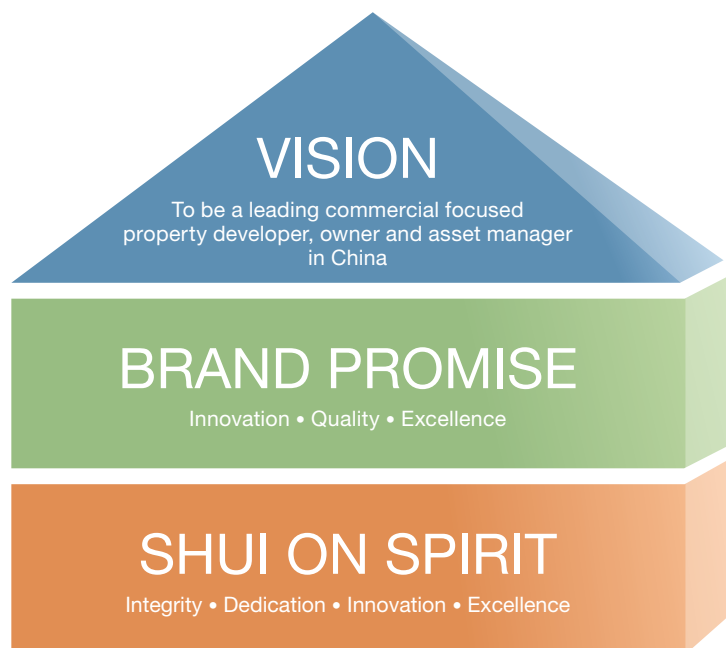 VISION
To be a leading commercial focused
property developer, owner and asset manager
in China
BRAND PROMISE
Innovation • Quality • Excellence
SHUI ON SPIRIT
Integrity • Dedication • Innovation • Excellence